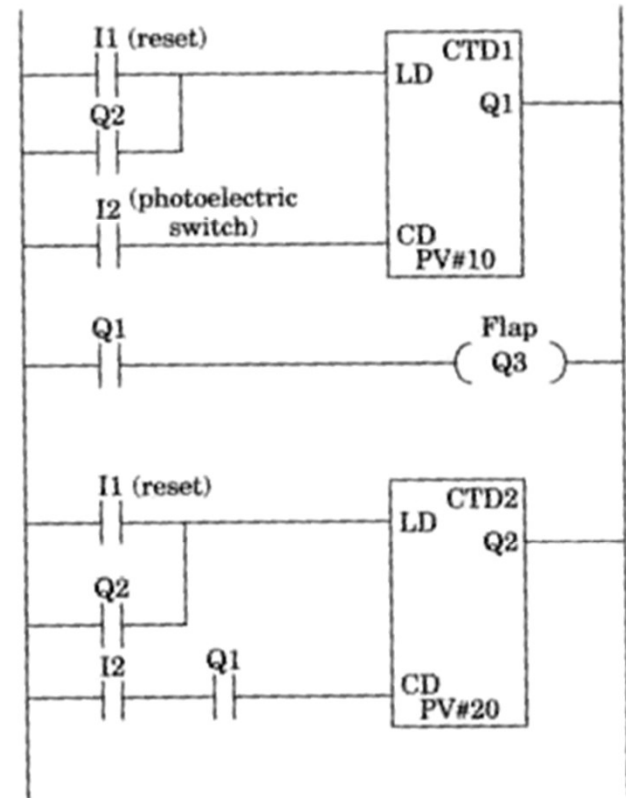 I1 (reset)
CTD1
LD
Q1
Q2
I2 (photoelectric
switch)
CD
PV#10
Q1
Flap
Q3
I1 (reset)
CTD2
LD
Q2
Q2
I2
Q1
CD
PV#20